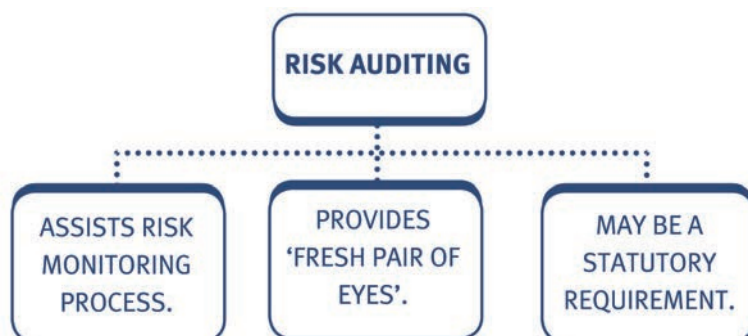 RISK AUDITING
ASSISTS RISK
MONITORING
PROCESS.
PROVIDES
‘FRESH PAIR OF
EYES’.
MAY BE A
STATUTORY
REQUIREMENT.